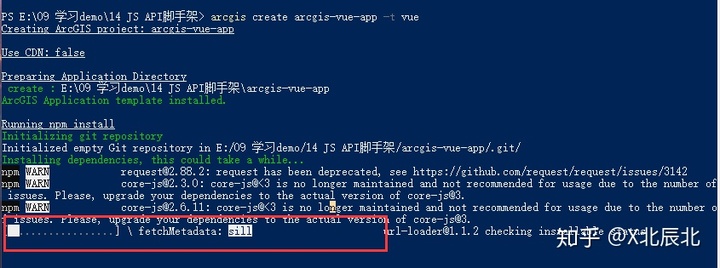 PS E:\09 学习demo\14 JS API脚手架> arcgis create arcgis-vue-app -t vue
Creating ArcGIS project: arcgis-vue-app
Use CDN: false
Preparing Application Directory
create : E:\09 学习demo\14 JS API脚手架\arcgis-vue-app
ArcGIS Application template installed.
Running npm install
Initializing git repository
Initialized empty Git repository in E:/09 学习demo/14 JS API脚手架/arcgis-vue-app/.git/
Installing dependencies, this could take a while...
npm WARN request@2.88.2: request has been deprecated, see https://github.com/request/request/issues/3142
npm WARN core-js@2.3.0: core-js@<3 is no longer maintained and not recommended for usage due to the number of
issues. Please, upgrade your dependencies to the actual version of core-js@3.
npm WARN core-js@2.6.11: core-js@<3 is no longer maintained and not recommended for usage due to the number of
issues. Please, upgrade your dependencies to the actual version of core-js@3.
[ ................] \ fetchMetadata: sill url-loader@1.1.2 checking
知乎 @X北辰北